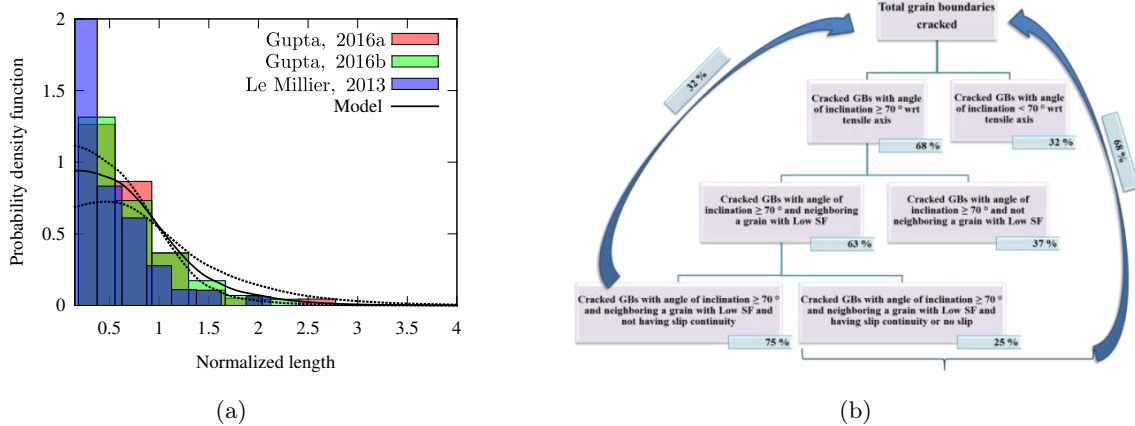 2
1.5
1
0.5
0
Probability density function
Gupta, 2016a
Gupta, 2016b
Le Millier, 2013
Model
0.5 1 1.5 2 2.5 3 3.5 4
Normalized length
(a)
Total grain boundaries
cracked
32 %
68 %
Cracked GBs with angle
of inclination ≥ 70 ° wrt
tensile axis
68 %
Cracked GBs with angle of
inclination < 70 ° wrt
tensile axis
32 %
Cracked GBs with angle of
inclination ≥ 70 ° and neighboring
a grain with Low SF
63 %
Cracked GBs with angle of
inclination ≥ 70 ° and not
neighboring a grain with Low SF
37 %
Cracked GBs with angle of inclination ≥ 70 °
and neighboring a grain with Low SF and
not having slip continuity
75 %
Cracked GBs with angle of inclination ≥ 70 °
and neighboring a grain with Low SF and
having slip continuity or no slip
25 %
(b)